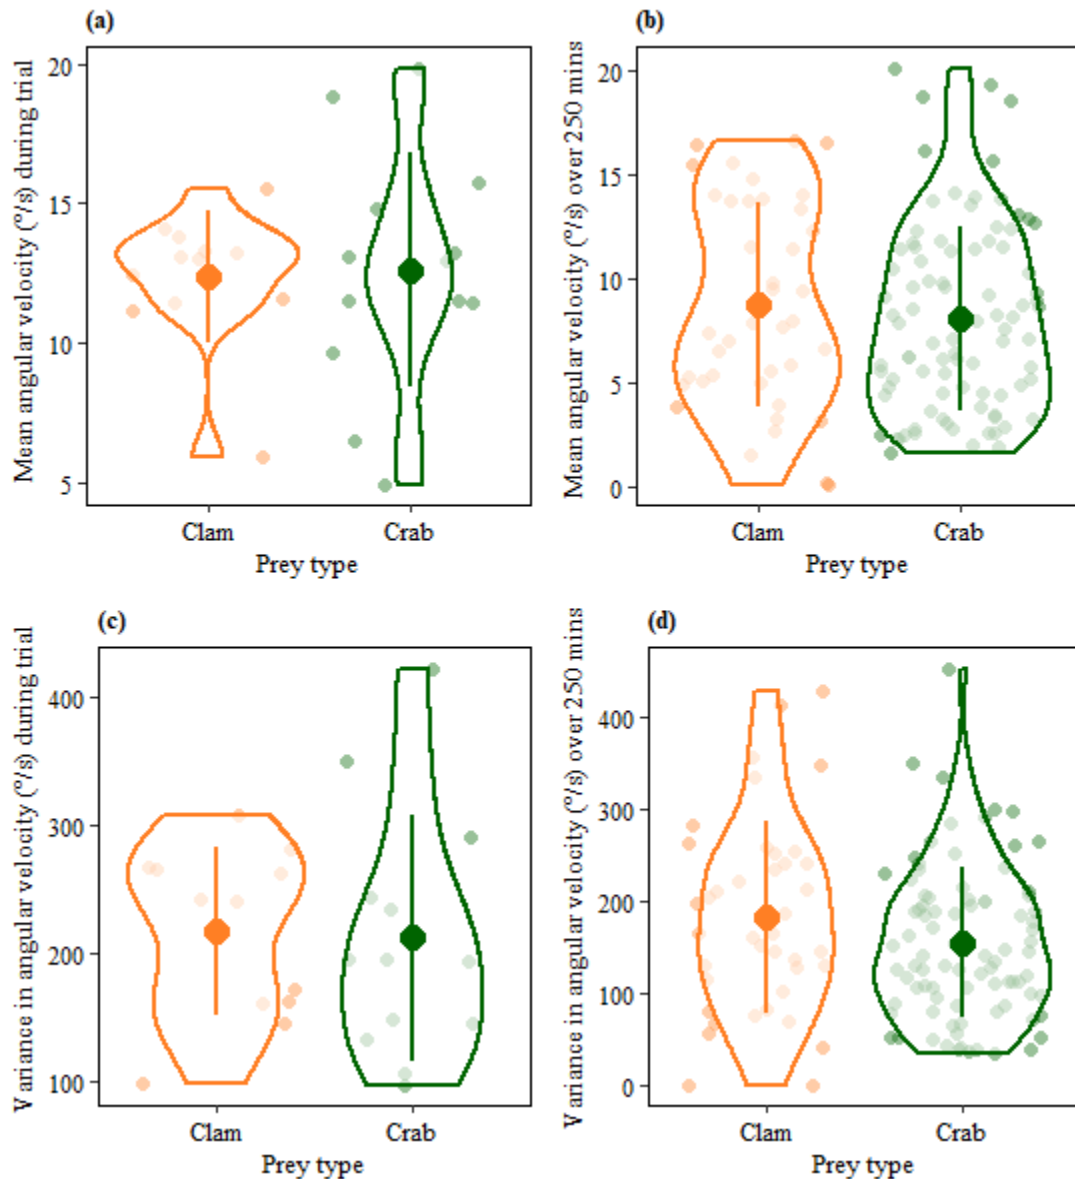 (a)
Mean angular velocity (°/s) during trial
20
15
10
5
Clam
Crab
Prey type
(b)
Mean angular velocity (°/s) over 250 mins
20
15
10
5
0
Clam
Crab
Prey type
(c)
Variance in angular velocity (°/s) during trial
400
300
200
100
Clam
Crab
Prey type
(d)
Variance in angular velocity (°/s) over 250 mins
400
300
200
100
0
Clam
Crab
Prey type